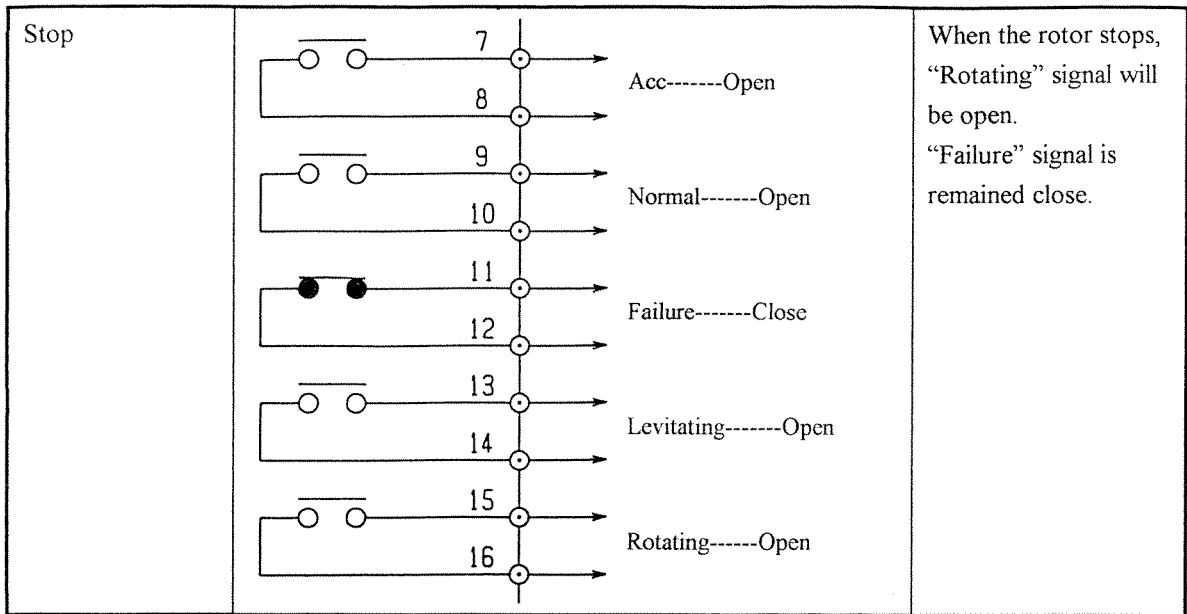 Stop
7
Acc-------Open
8
9
Normal-------Open
10
11
Failure-------Close
12
13
Levitating-------Open
14
15
Rotating------Open
16
When the rotor stops,
“Rotating” signal will
be open.
“Failure” signal is
remained close.